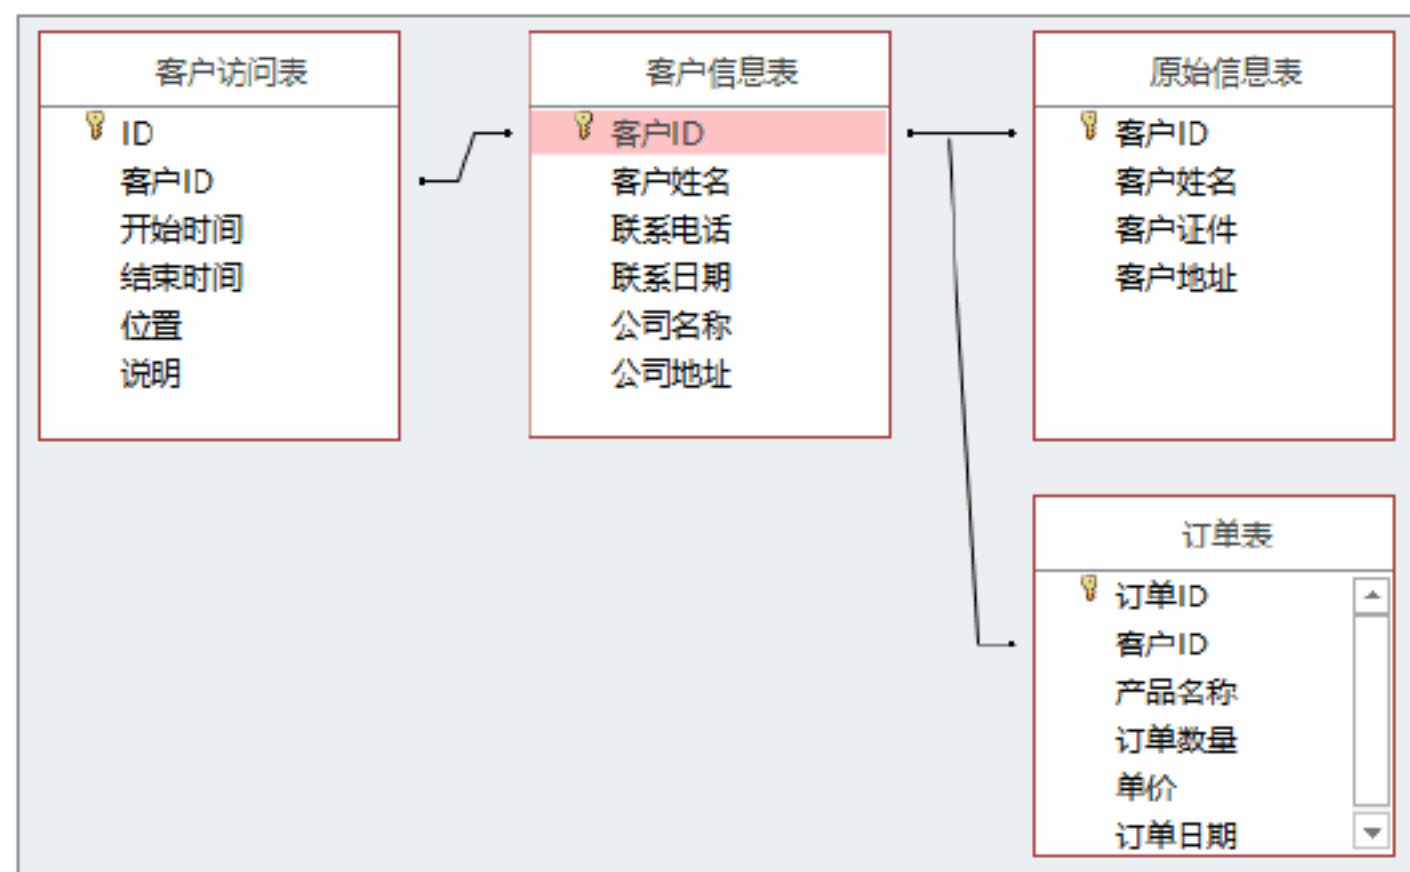 客户访问表
ID
客户ID
开始时间
结束时间
位置
说明
客户信息表
客户ID
客户姓名
联系电话
联系日期
公司名称
公司地址
原始信息表
客户ID
客户姓名
客户证件
客户地址
订单表
订单ID
客户ID
产品名称
订单数量
单价
订单日期